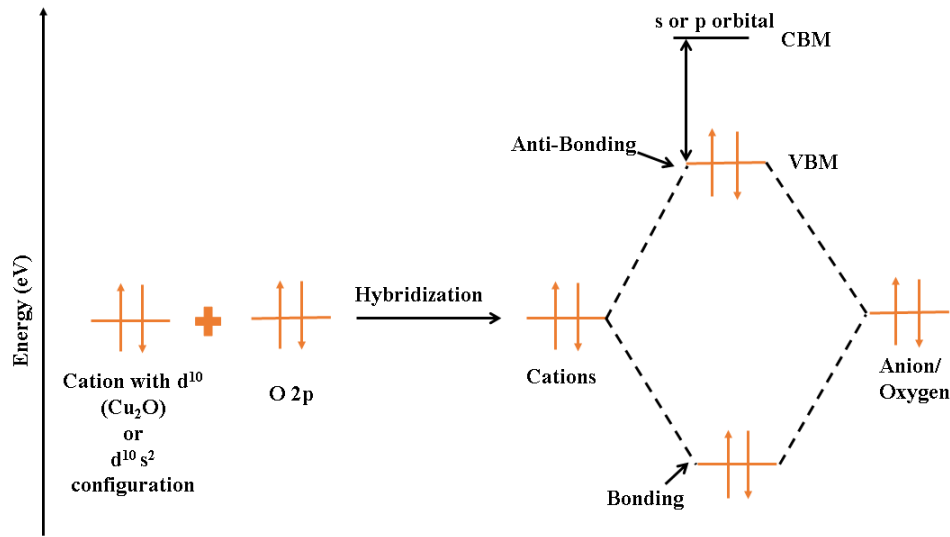 s or p orbital
CBM
Anti-Bonding
VBM
Energy (eV)
Hybridization
Cation with d¹⁰
(Cu₂O)
or
d¹⁰ s²
configuration
O 2p
Cations
Anion/
Oxygen
Bonding